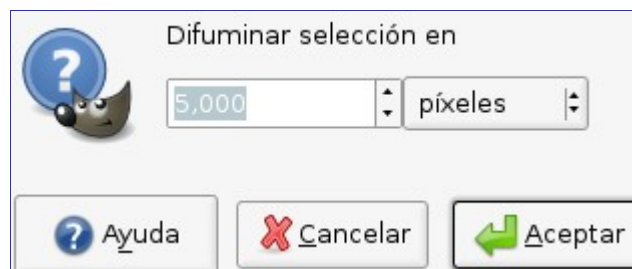 Difuminar selección en
5,000 píxeles
Ayuda Cancelar Aceptar